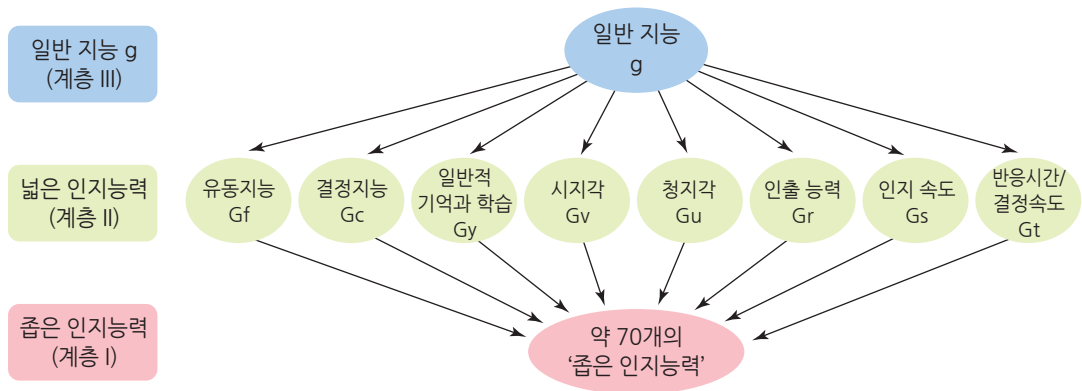 일반 지능 g
(계층 III)
일반 지능
g
넓은 인지능력
(계층 II)
유동지능
Gf
결정지능
Gc
일반적
기억과 학습
Gy
시지각
Gv
청지각
Gu
인출 능력
Gr
인지 속도
Gs
반응시간/
결정속도
Gt
좁은 인지능력
(계층 I)
약 70개의
‘좁은 인지능력’